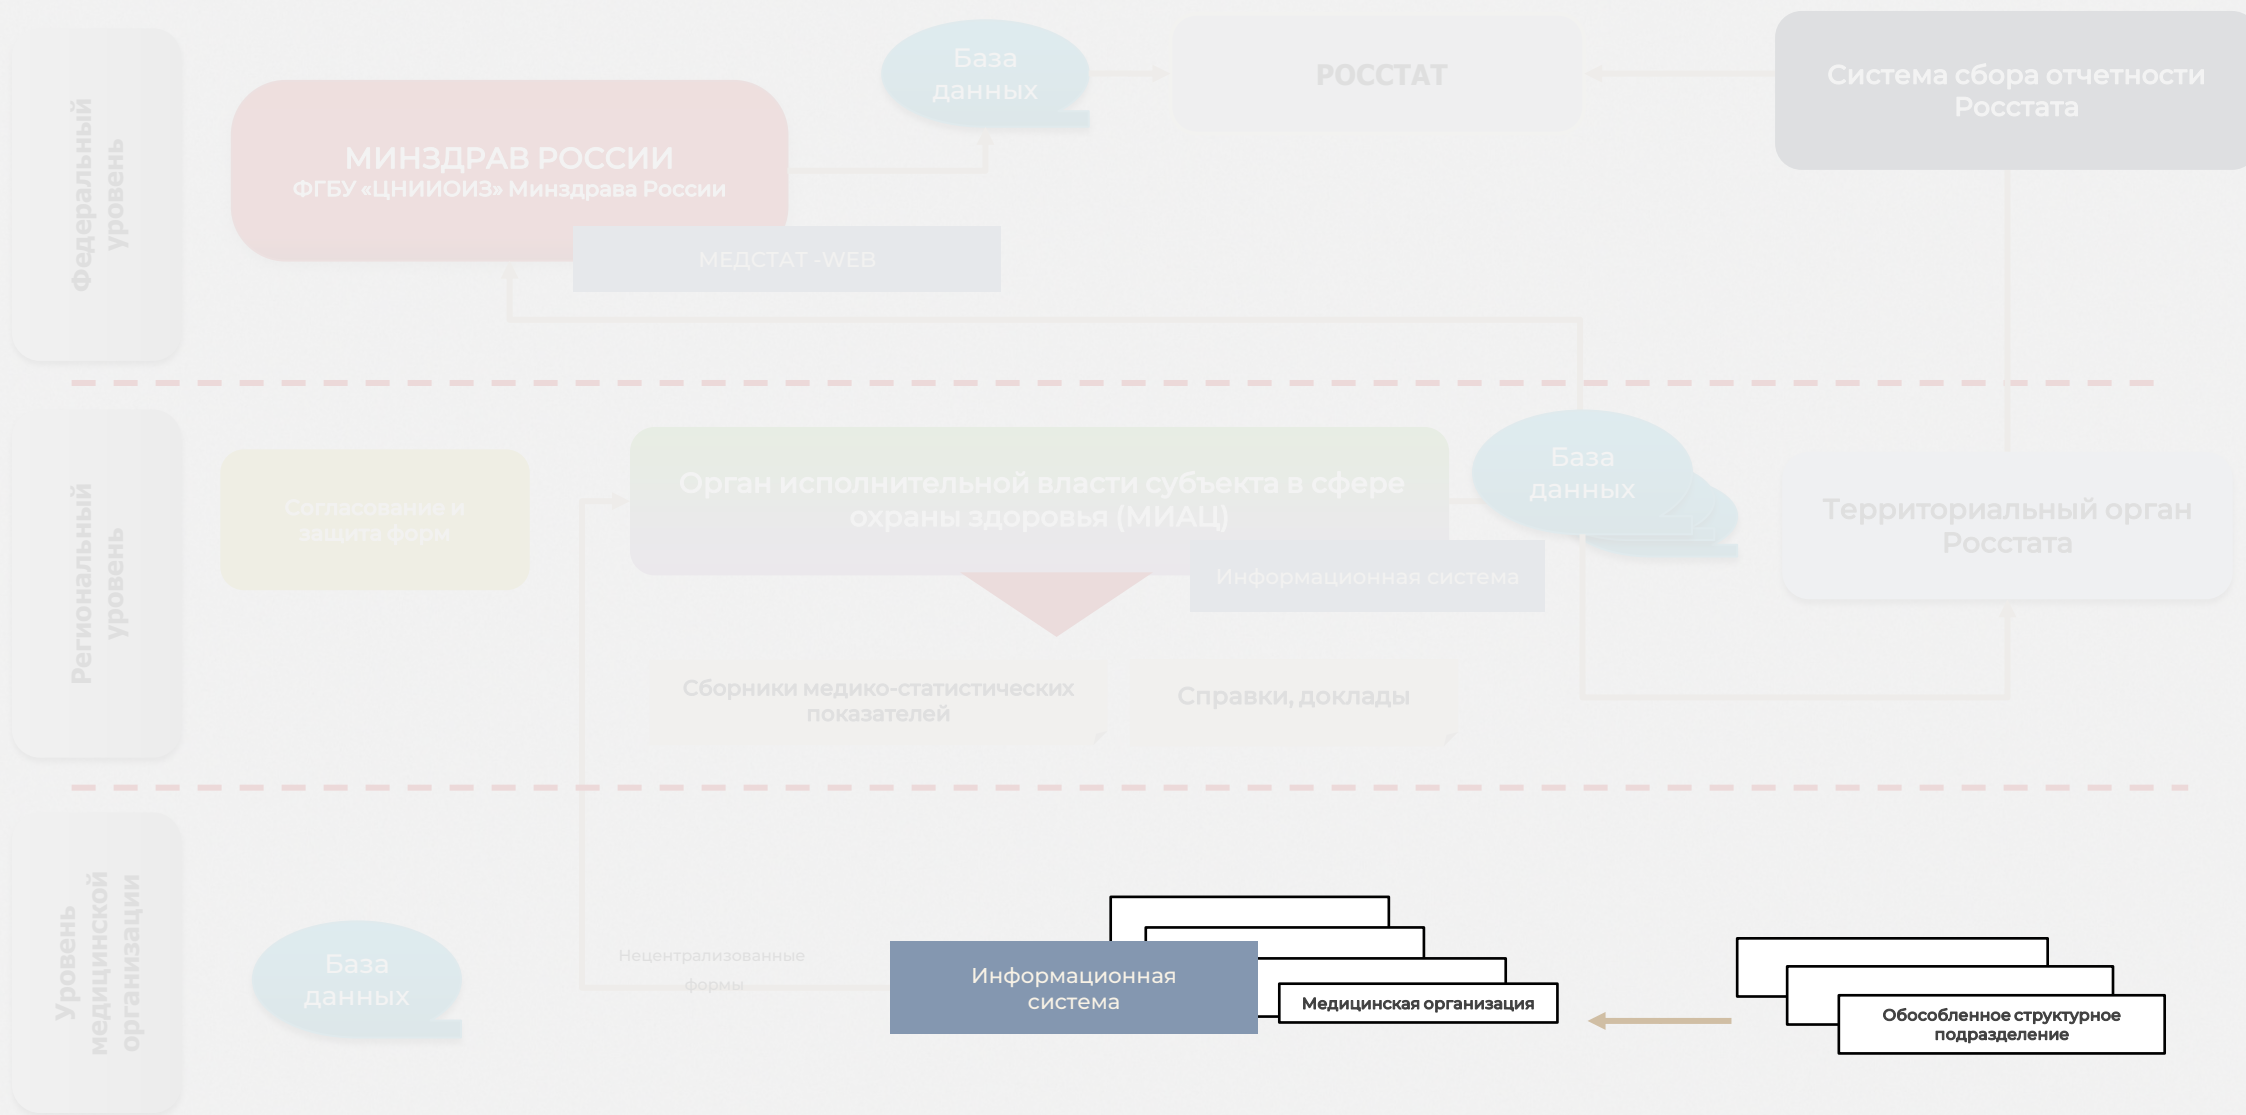 Федеральный
уровень
База
данных
РОССТАТ
Система сбора отчетности
Росстата
МИНЗДРАВ РОССИИ
ФГБУ «ЦНИИОИЗ» Минздрава России
МЕДСТАТ -WEB
Региональный
уровень
Согласование и
защита форм
Орган исполнительной власти субъекта в сфере
охраны здоровья (МИАЦ)
Информационная система
База
данных
Территориальный орган
Росстата
Сборники медико-статистических
показателей
Справки, доклады
Уровень
медицинской
организации
База
данных
Нецентрализованные
формы
Информационная
система
Медицинская организация
Обособленное структурное
подразделение